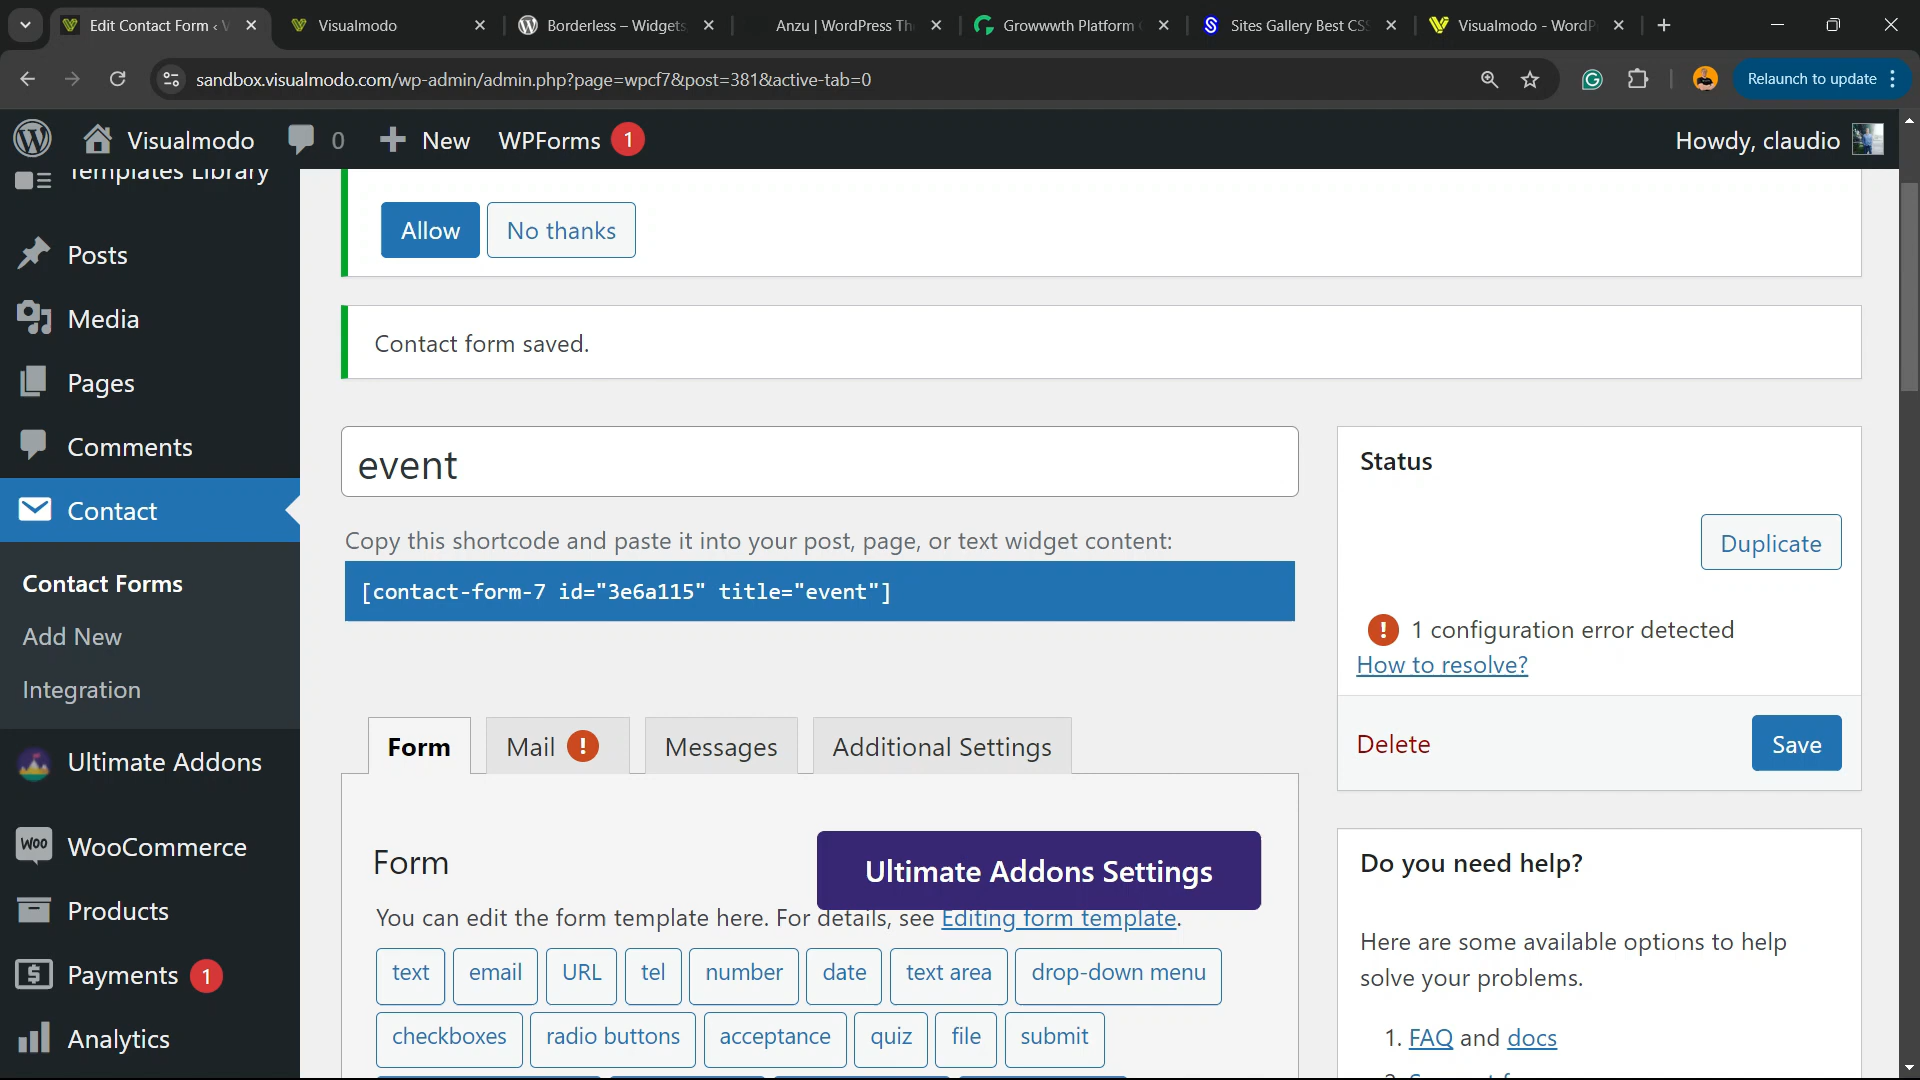 Edit Contact Form ‹ V
Visualmodo
Borderless – Widgets,
Anzu | WordPress Th
Growwwth Platform
Sites Gallery Best CSS
Visualmodo - WordP
sandbox.visualmodo.com/wp-admin/admin.php?page=wpcf7&post=381&active-tab=0
Relaunch to update
Visualmodo
0
New
WPForms
1
Howdy, claudio
Templates Library
Posts
Media
Pages
Comments
Contact
Contact Forms
Add New
Integration
Ultimate Addons
WOO
WooCommerce
Products
Payments
1
Analytics
Allow
No thanks
Contact form saved.
event
Copy this shortcode and paste it into your post, page, or text widget content:
[contact-form-7 id="3e6a115" title="event"]
Form
Mail
!
Messages
Additional Settings
Form
Ultimate Addons Settings
You can edit the form template here. For details, see Editing form template.
text
email
URL
tel
number
date
text area
drop-down menu
checkboxes
radio buttons
acceptance
quiz
file
submit
Status
Duplicate
! 1 configuration error detected
How to resolve?
Delete
Save
Do you need help?
Here are some available options to help
solve your problems.
1. FAQ and docs